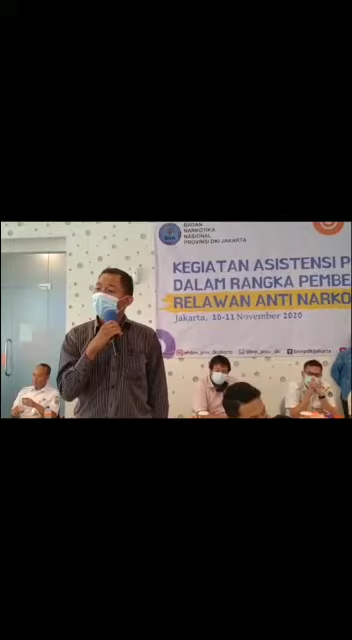 BADAN
NARKOTIKA
NASIONAL
PROVINSI DKI JAKARTA
KEGIATAN ASISTENSI P
DALAM RANGKA PEMBE
RELAWAN ANTI NARKO
Jakarta, 10-11 November 2020